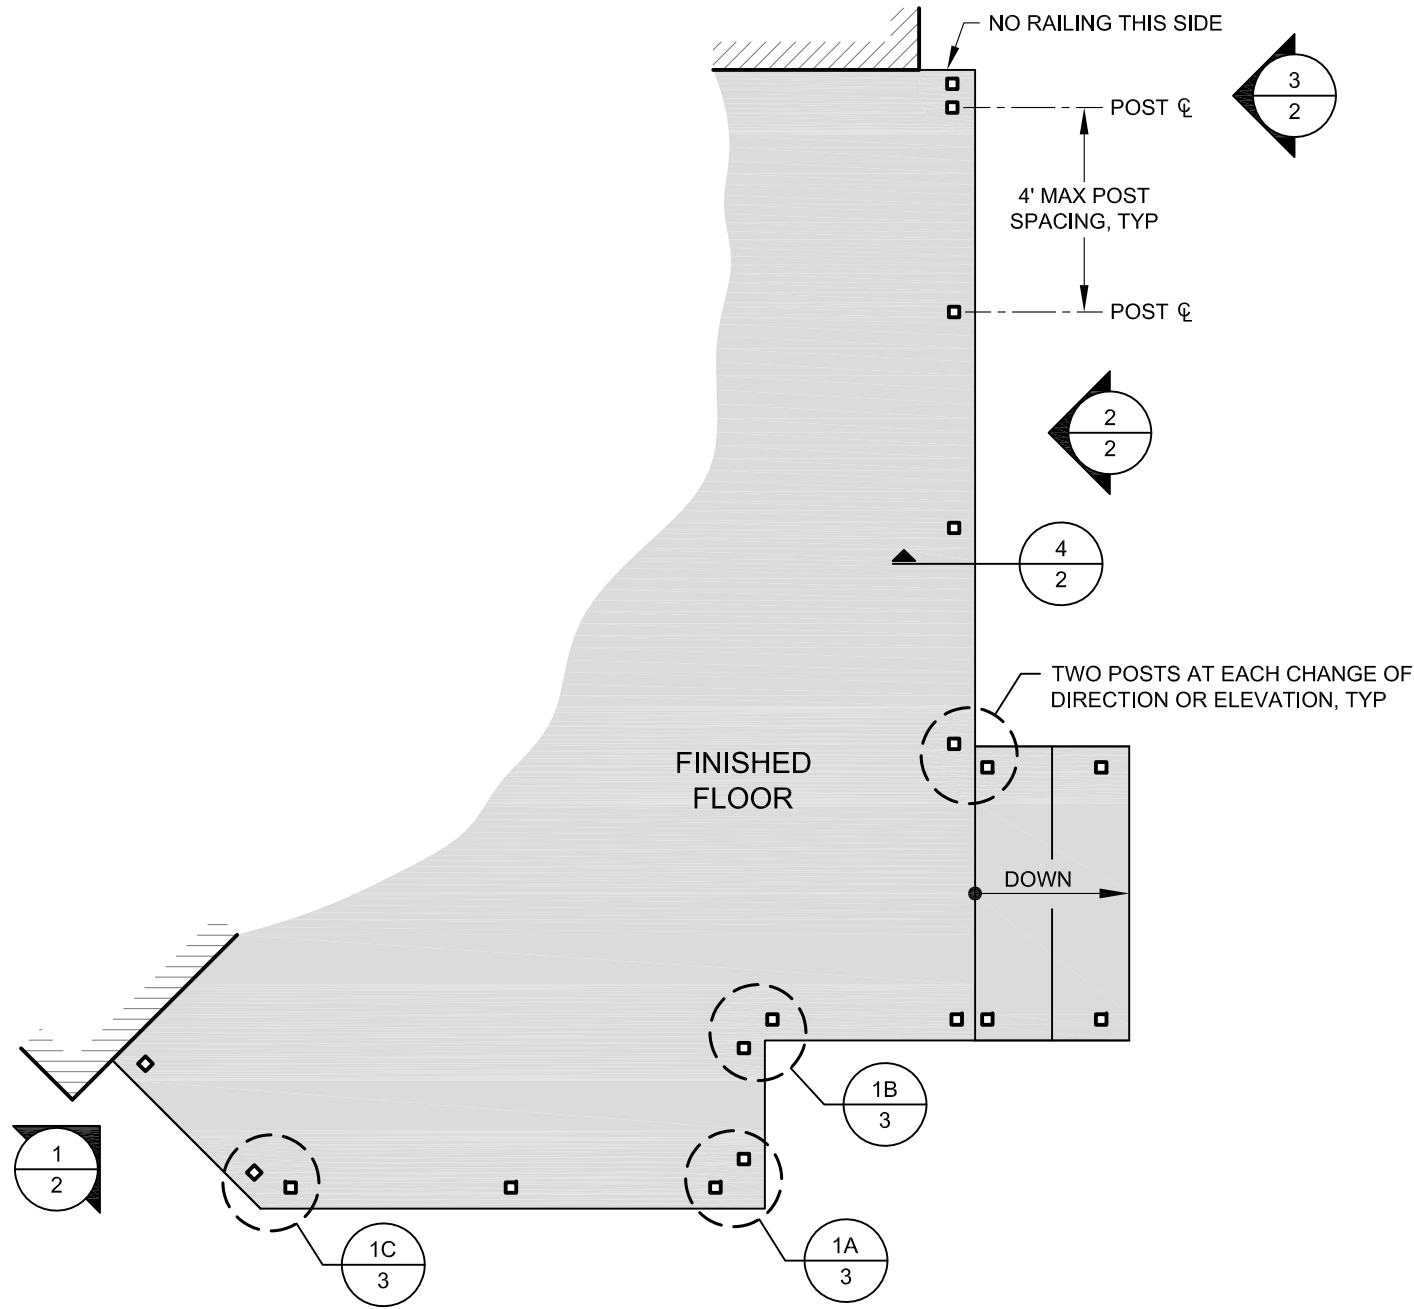 NO RAILING THIS SIDE
3
2
POST ℄
4' MAX POST
SPACING, TYP
POST ℄
2
2
4
2
TWO POSTS AT EACH CHANGE OF
DIRECTION OR ELEVATION, TYP
FINISHED
FLOOR
DOWN
1B
3
1
2
1C
3
1A
3